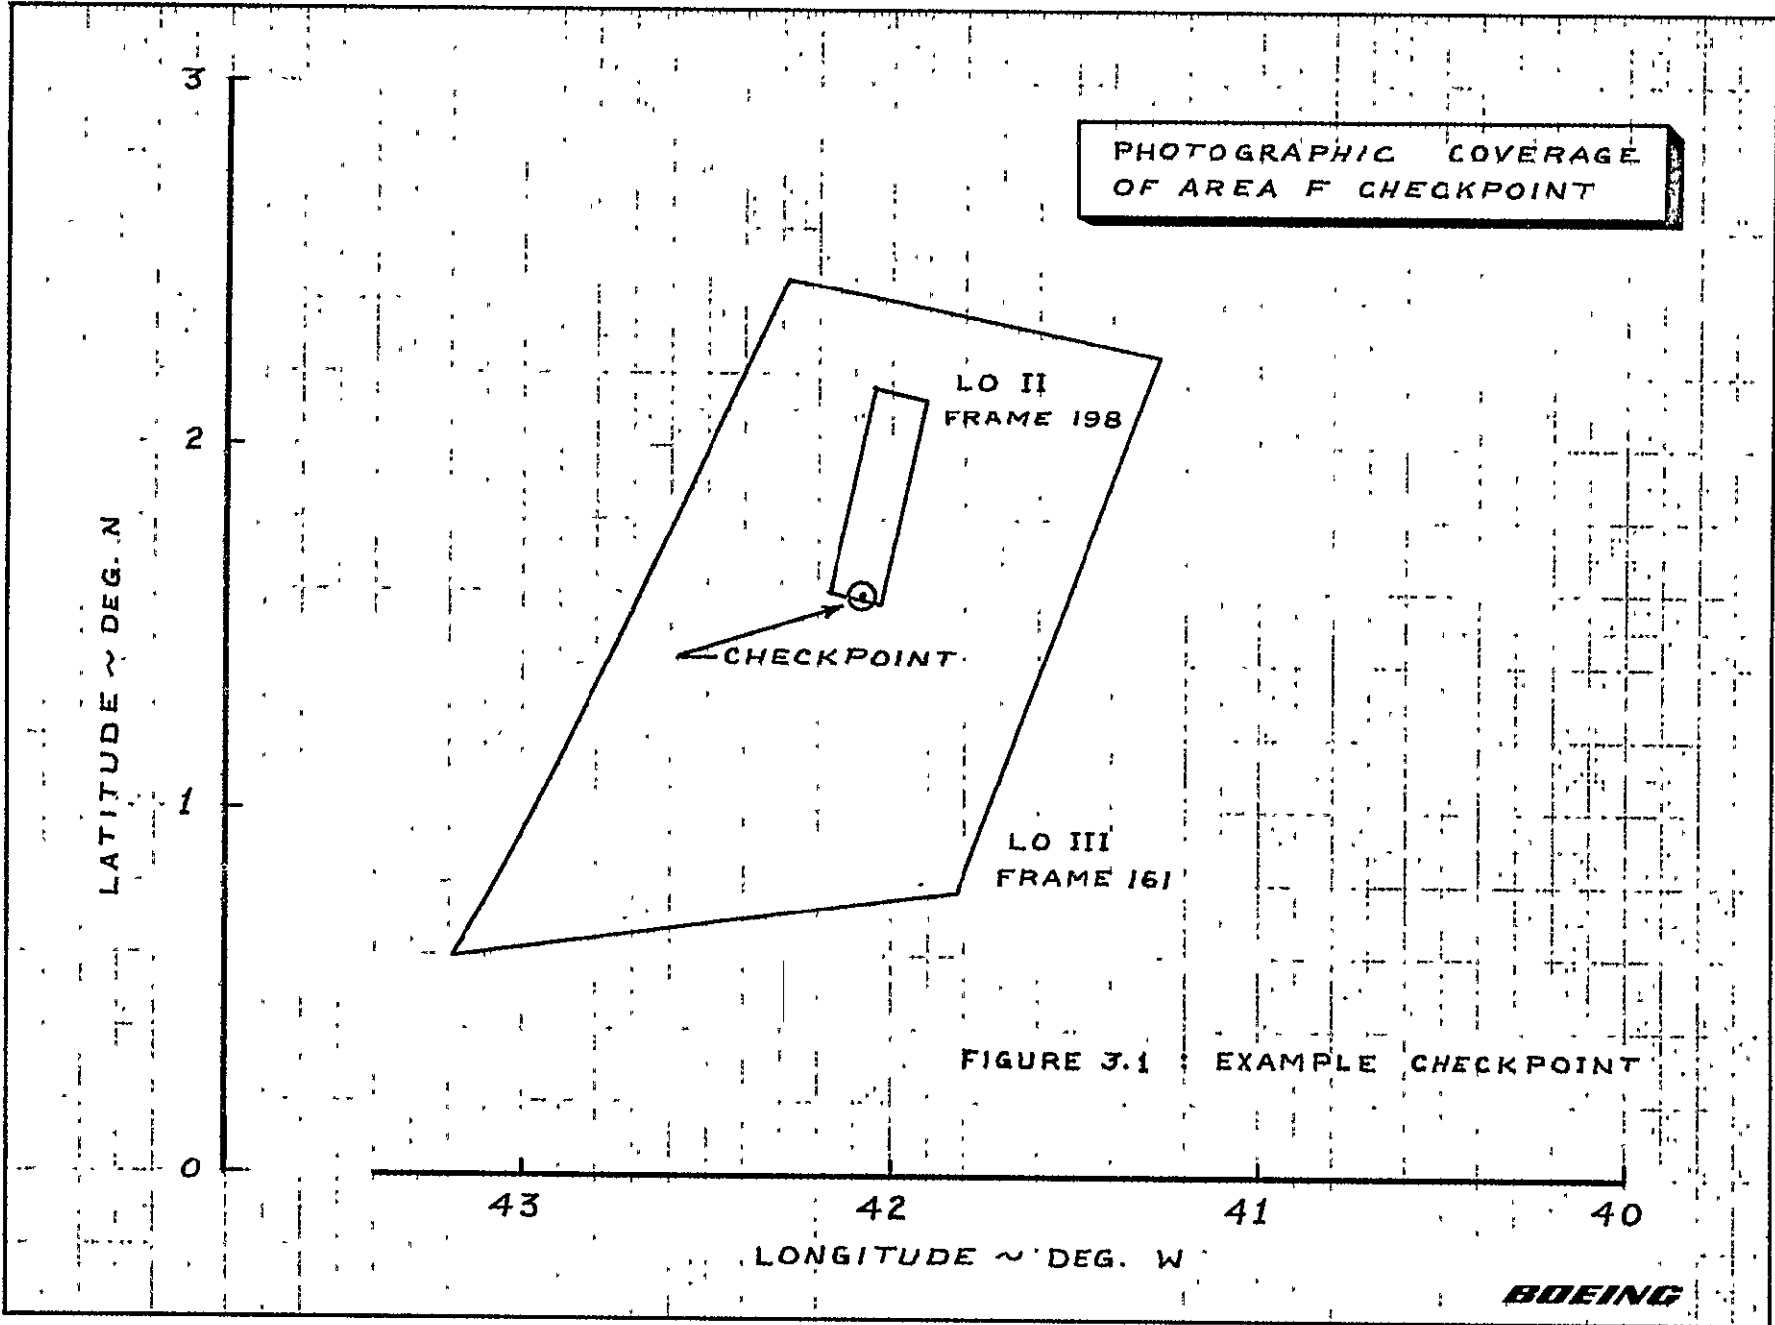 PHOTOGRAPHIC COVERAGE
OF AREA F CHECKPOINT
3
2
1
0
LATITUDE ~ DEG. N
LO II
FRAME 198
CHECKPOINT
LO III
FRAME 161
FIGURE 3.1 : EXAMPLE CHECKPOINT
43 42 41 40
LONGITUDE ~ DEG. W
BOEING